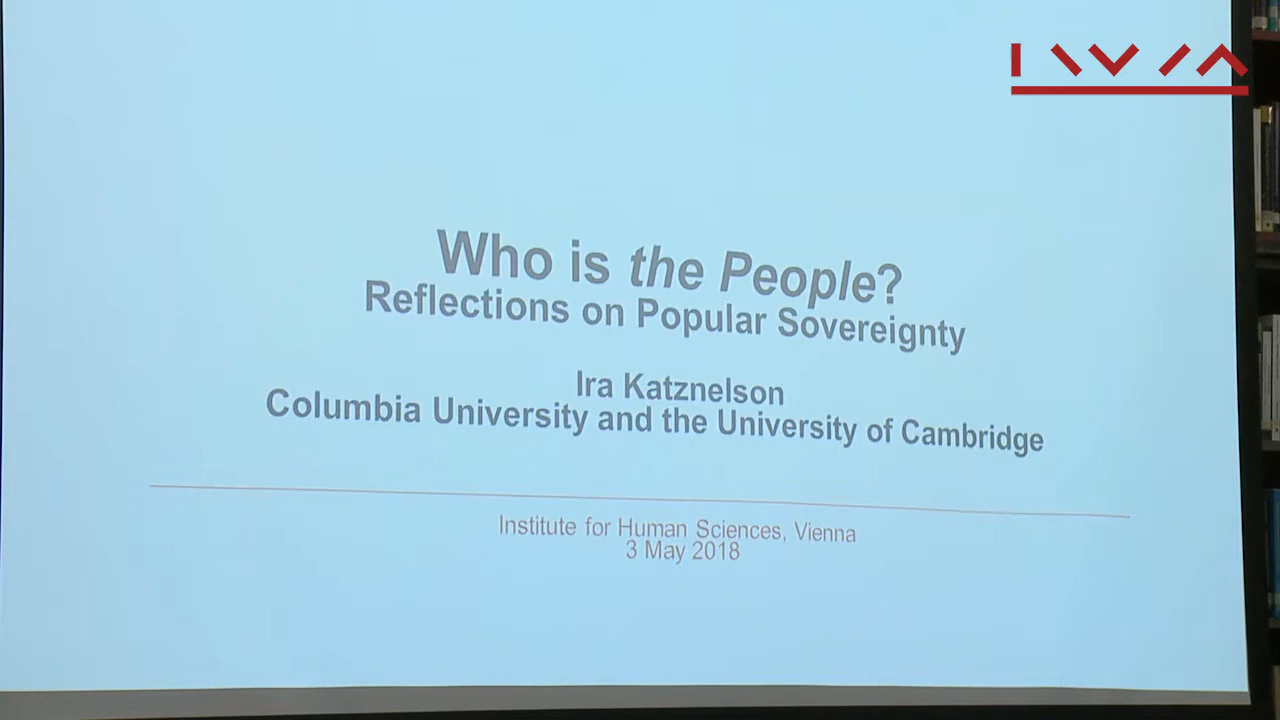 Who is the People?
Reflections on Popular Sovereignty
Ira Katznelson
Columbia University and the University of Cambridge
Institute for Human Sciences, Vienna
3 May 2018